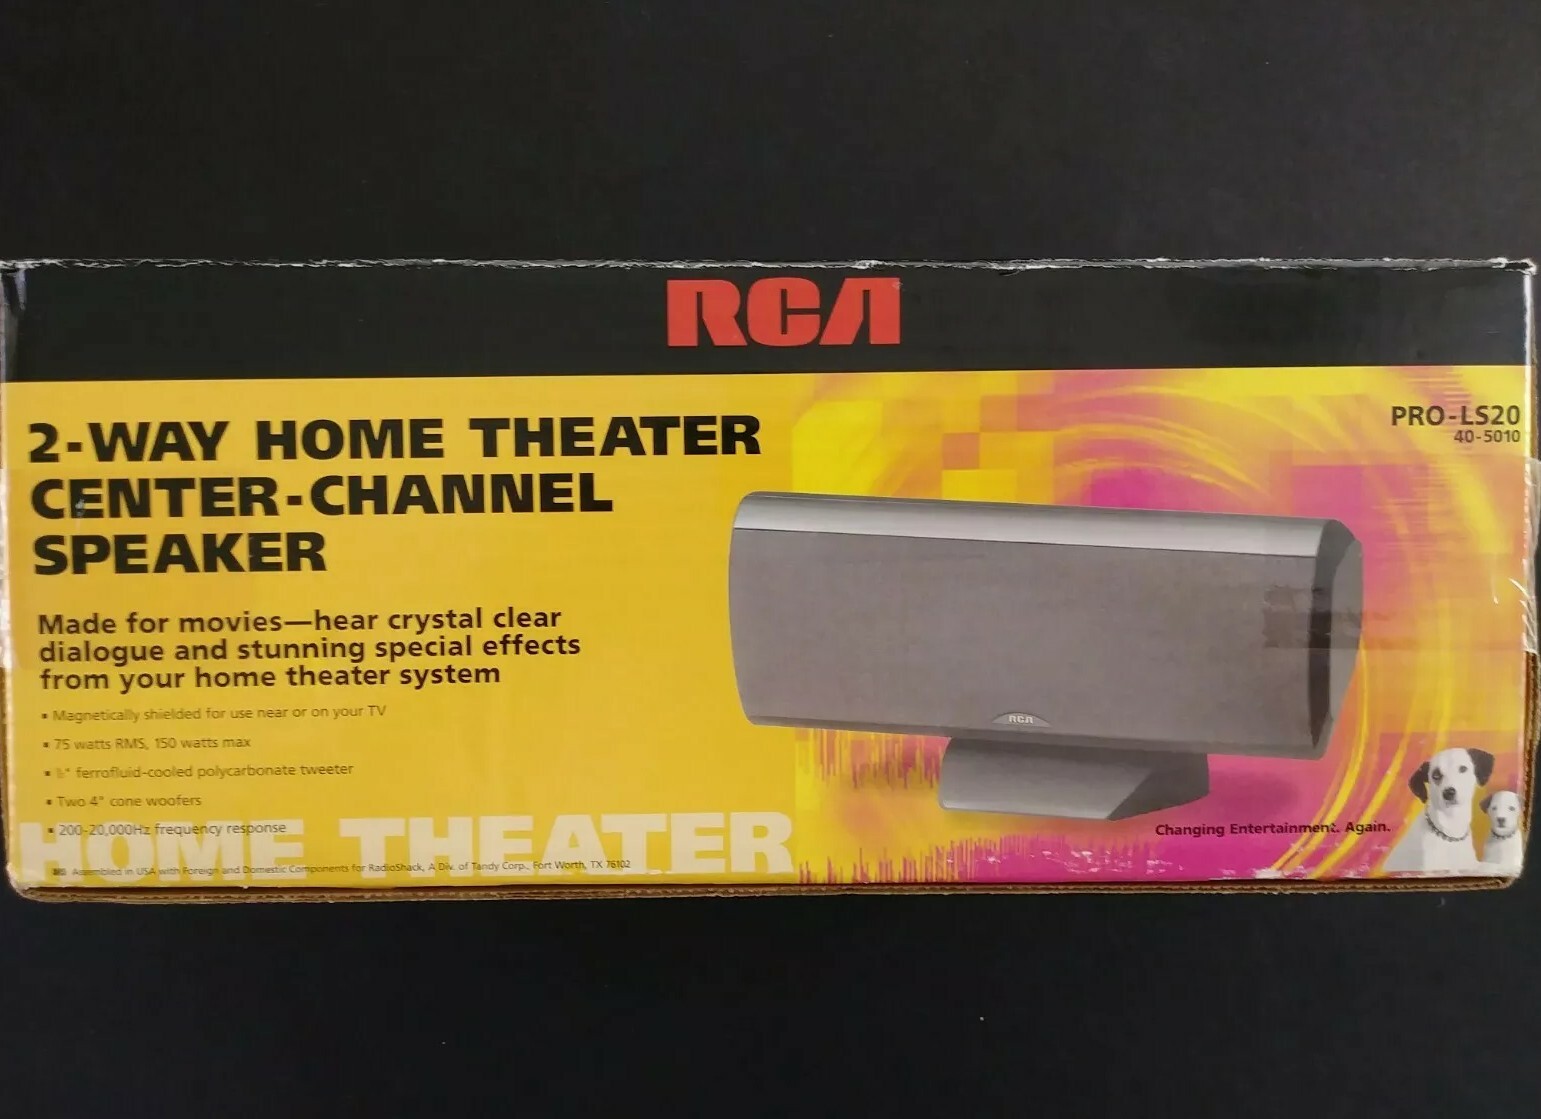 RCA
2-WAY HOME THEATER
CENTER-CHANNEL
SPEAKER
PRO-LS20
40-5010
Made for movies—hear crystal clear
dialogue and stunning special effects
from your home theater system
▪ Magnetically shielded for use near or on your TV
▪ 75 watts RMS, 150 watts max
▪ ferrofluid-cooled polycarbonate tweeter
▪ Two 4" cone woofers
▪ 200-20,000Hz frequency response
HOME THEATER
Assembled in USA with Foreign and Domestic Components for RadioShack, A Div. of Tandy Corp., Fort Worth, TX 76102
RCA
Changing Entertainment. Again.